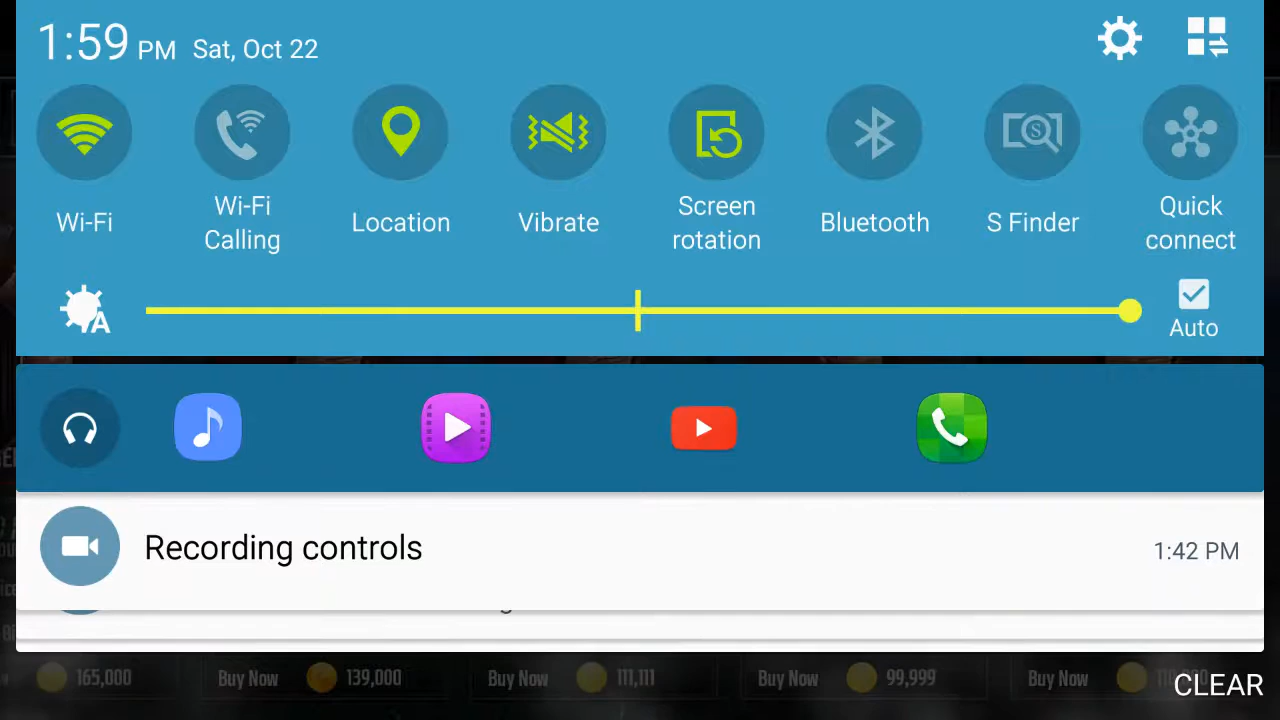 1:59 PM Sat, Oct 22
Wi-Fi
Wi-Fi Calling
Location
Vibrate
Screen rotation
Bluetooth
S Finder
Quick connect
Auto
Recording controls 1:42 PM
165,000 Buy Now 139,000 Buy Now 111,111 Buy Now 99,999 Buy Now
CLEAR